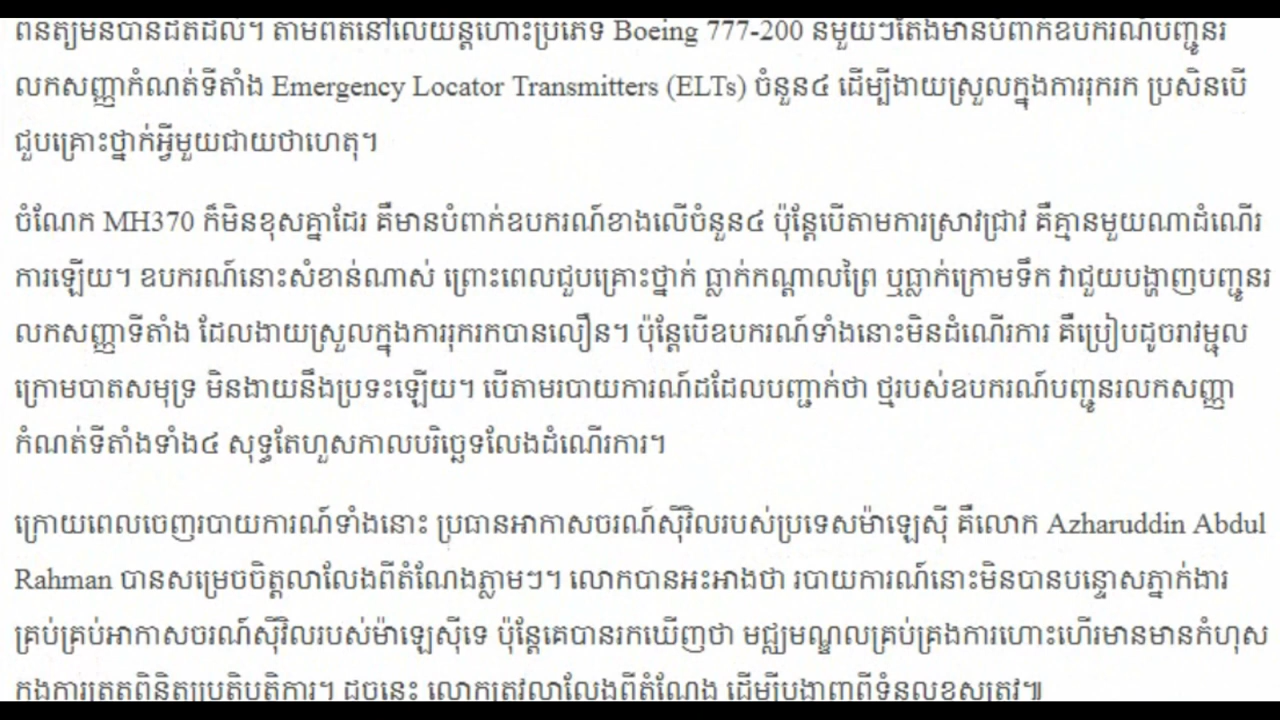 ពិនិត្យមិនបានដិតដល់។ តាមពិតនៅលើយន្តហោះប្រភេទ Boeing 777-200 នីមួយៗតែងមានបំពាក់ឧបករណ៍បញ្ជូនរ
លកសញ្ញាកំណត់ទីតាំង Emergency Locator Transmitters (ELTs) ចំនួន៤ ដើម្បីងាយស្រួលក្នុងការរុករក ប្រសិនបើ
ជួបគ្រោះថ្នាក់អ្វីមួយជាយថាហេតុ។
ចំណែក MH370 ក៏មិនខុសគ្នាដែរ គឺមានបំពាក់ឧបករណ៍ខាងលើចំនួន៤ ប៉ុន្តែបើតាមការស្រាវជ្រាវ គឺគ្មានមួយណាដំណើរ
ការឡើយ។ ឧបករណ៍នោះសំខាន់ណាស់ ព្រោះពេលជួបគ្រោះថ្នាក់ ធ្លាក់កណ្តាលព្រៃ ឬធ្លាក់ក្រោមទឹក វាជួយបង្ហាញបញ្ជូនរ
លកសញ្ញាទីតាំង ដែលងាយស្រួលក្នុងការរុករកបានលឿន។ ប៉ុន្តែបើឧបករណ៍ទាំងនោះមិនដំណើរការ គឺប្រៀបដូចរាវម្ជុល
ក្រោមបាតសមុទ្រ មិនងាយនឹងប្រទះឡើយ។ បើតាមរបាយការណ៍ដដែលបញ្ជាក់ថា ថ្មរបស់ឧបករណ៍បញ្ជូនរលកសញ្ញា
កំណត់ទីតាំងទាំង៤ សុទ្ធតែហួសកាលបរិច្ឆេទលែងដំណើរការ។
ក្រោយពេលចេញរបាយការណ៍ទាំងនោះ ប្រធានអាកាសចរណ៍ស៊ីវិលរបស់ប្រទេសម៉ាឡេស៊ី គឺលោក Azharuddin Abdul
Rahman បានសម្រេចចិត្តលាលែងពីតំណែងភ្លាមៗ។ លោកបានអះអាងថា របាយការណ៍នោះមិនបានបន្ទោសភ្នាក់ងារ
គ្រប់គ្រប់អាកាសចរណ៍ស៊ីវិលរបស់ម៉ាឡេស៊ីទេ ប៉ុន្តែគេបានរកឃើញថា មជ្ឈមណ្ឌលគ្រប់គ្រងការហោះហើរមានមានកំហុស
ក្នុងការត្រួតពិនិត្យប្រតិបត្តិការ។ ដូចនេះ លោកត្រូវលាលែងពីតំណែង ដើម្បីបង្ហាញពីទំនួលខុសត្រូវ៕